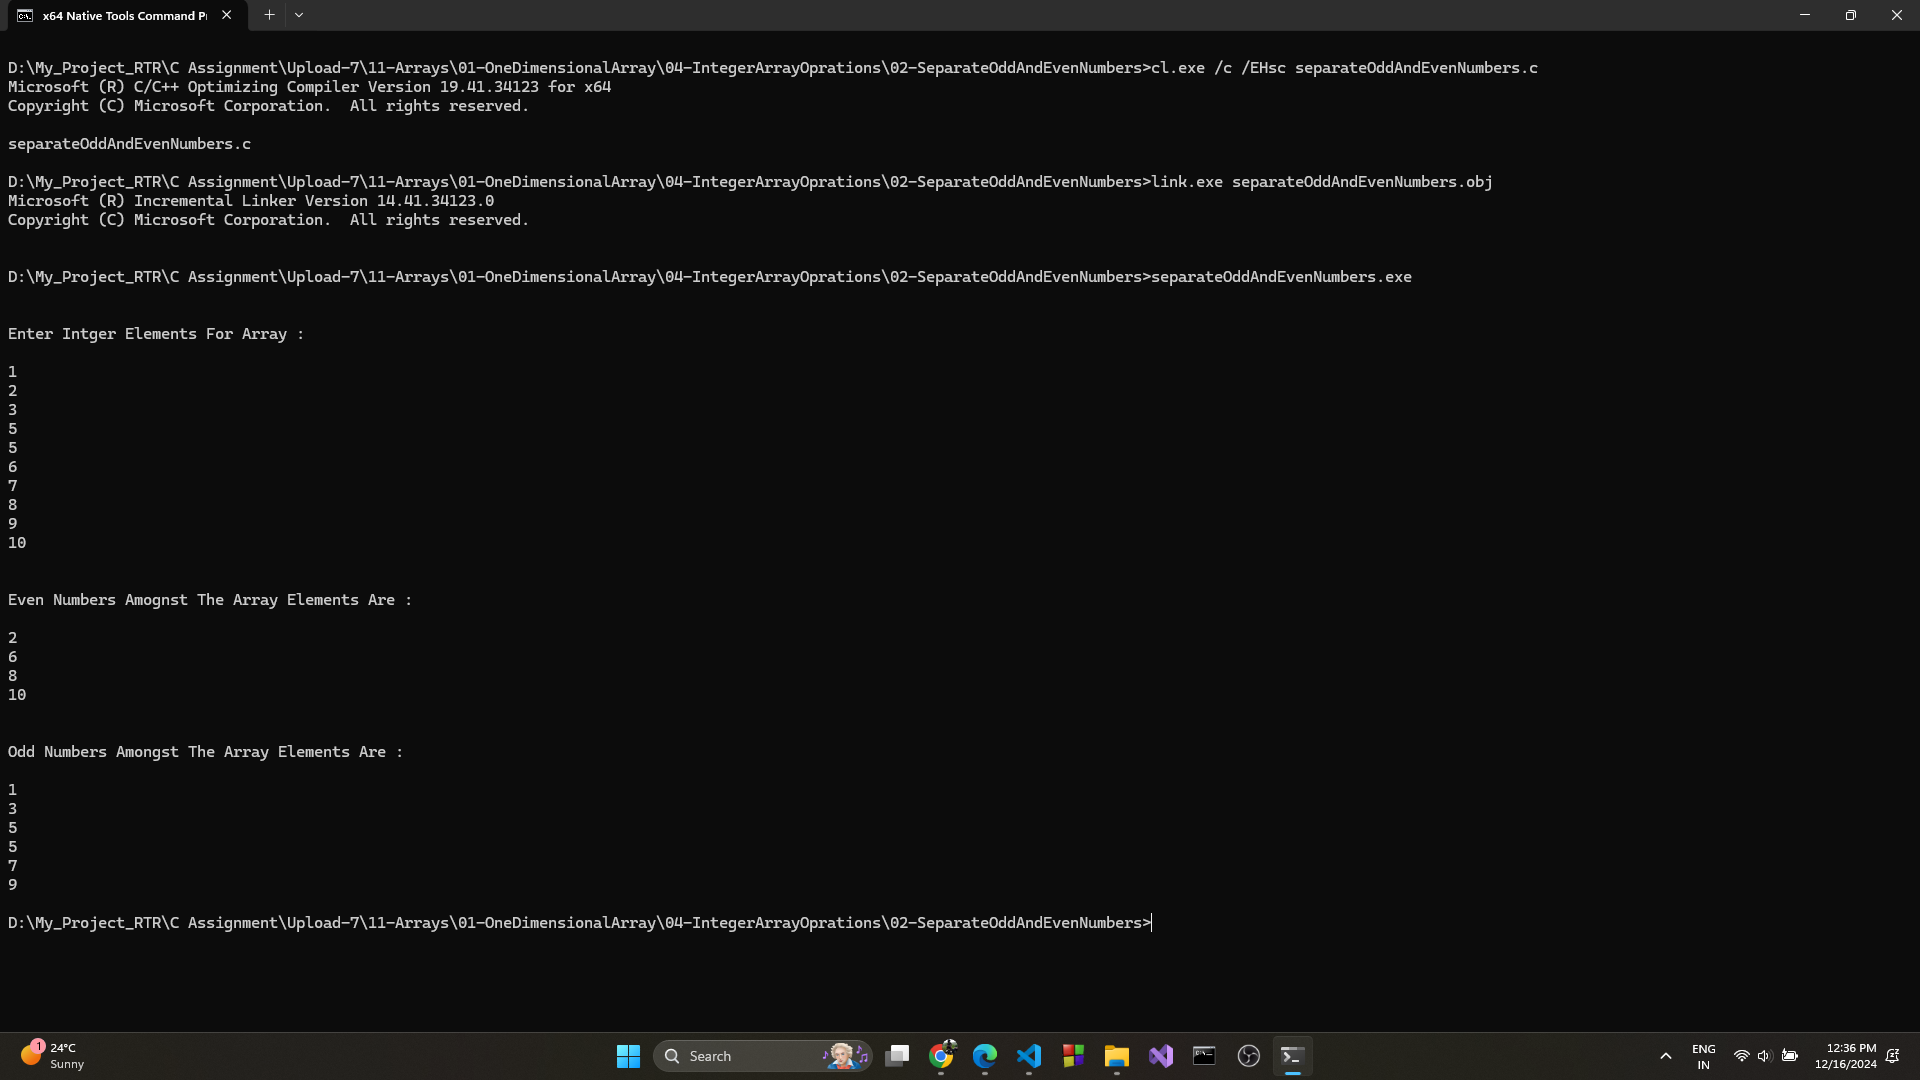 x64 Native Tools Command P
D:\My_Project_RTR\C Assignment\Upload-7\11-Arrays\01-OneDimensionalArray\04-IntegerArrayOprations\02-SeparateOddAndEvenNumbers>cl.exe /c /EHsc separateOddAndEvenNumbers.c
Microsoft (R) C/C++ Optimizing Compiler Version 19.41.34123 for x64
Copyright (C) Microsoft Corporation.  All rights reserved.
separateOddAndEvenNumbers.c
D:\My_Project_RTR\C Assignment\Upload-7\11-Arrays\01-OneDimensionalArray\04-IntegerArrayOprations\02-SeparateOddAndEvenNumbers>link.exe separateOddAndEvenNumbers.obj
Microsoft (R) Incremental Linker Version 14.41.34123.0
Copyright (C) Microsoft Corporation.  All rights reserved.
D:\My_Project_RTR\C Assignment\Upload-7\11-Arrays\01-OneDimensionalArray\04-IntegerArrayOprations\02-SeparateOddAndEvenNumbers>separateOddAndEvenNumbers.exe
Enter Intger Elements For Array :
1
2
3
5
5
6
7
8
9
10
Even Numbers Amognst The Array Elements Are :
2
6
8
10
Odd Numbers Amongst The Array Elements Are :
1
3
5
5
7
9
D:\My_Project_RTR\C Assignment\Upload-7\11-Arrays\01-OneDimensionalArray\04-IntegerArrayOprations\02-SeparateOddAndEvenNumbers>
1
24°C
Sunny
Search
ENG
IN
12:36 PM
12/16/2024